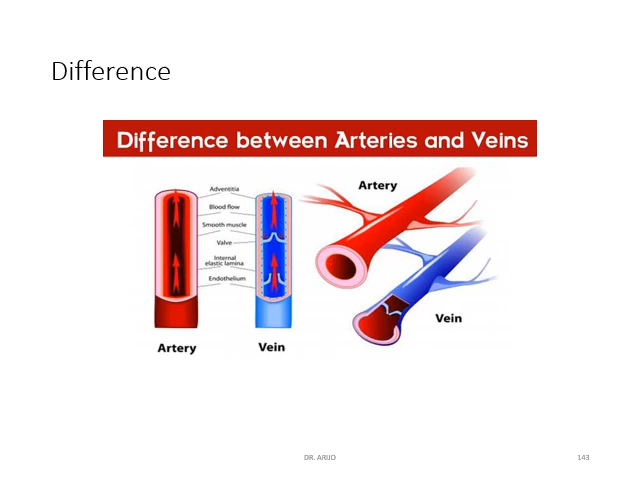 Difference
Difference between Arteries and Veins
Adventitia
Blood flow
Smooth muscle
Valve
Internal
elastic lamina
Endothelium
Artery
Vein
Artery
Vein
DR. ARIJO
143